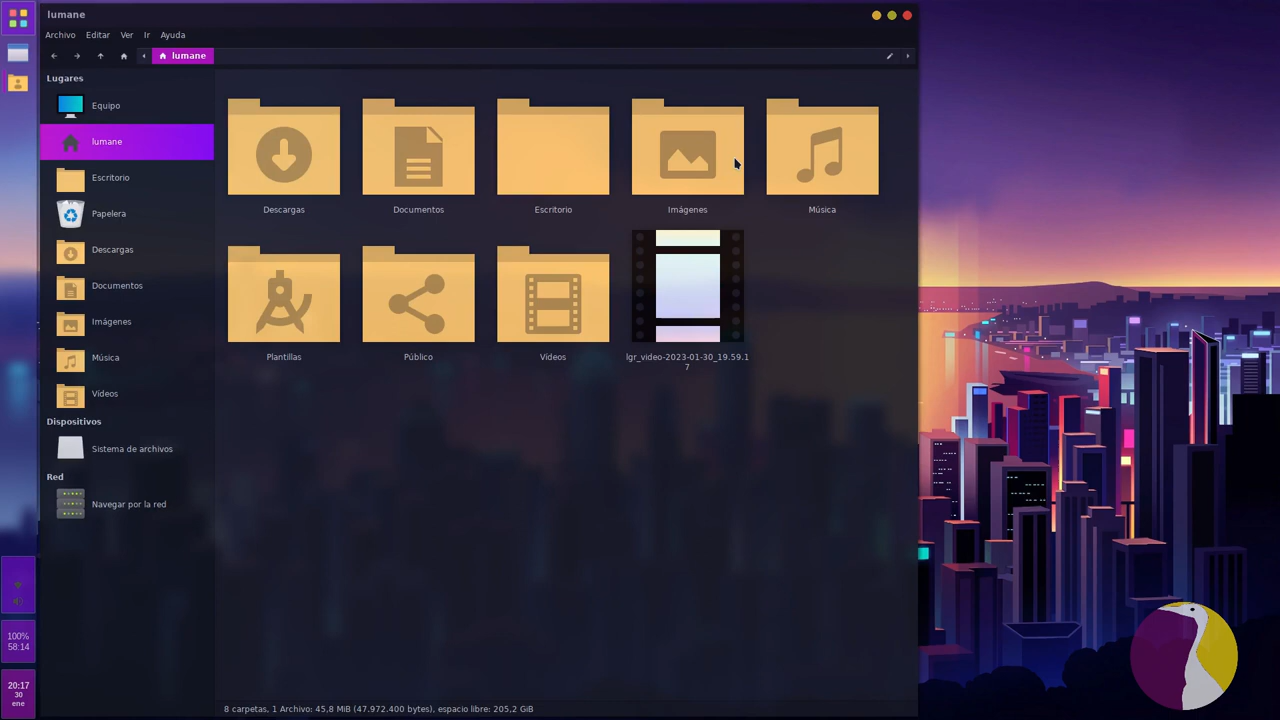 lumane
Archivo Editar Ver Ir Ayuda
lumane
Lugares
Equipo
lumane
Escritorio
Papelera
Descargas
Documentos
Imágenes
Música
Vídeos
Dispositivos
Sistema de archivos
Red
Navegar por la red
Descargas Documentos Escritorio Imágenes Música
Plantillas Público Vídeos lgr_video-2023-01-30_19.59.1
7
8 carpetas, 1 Archivo: 45,8 MiB (47.972.400 bytes), espacio libre: 205,2 GiB
100%
58:14
20:17
30
ene